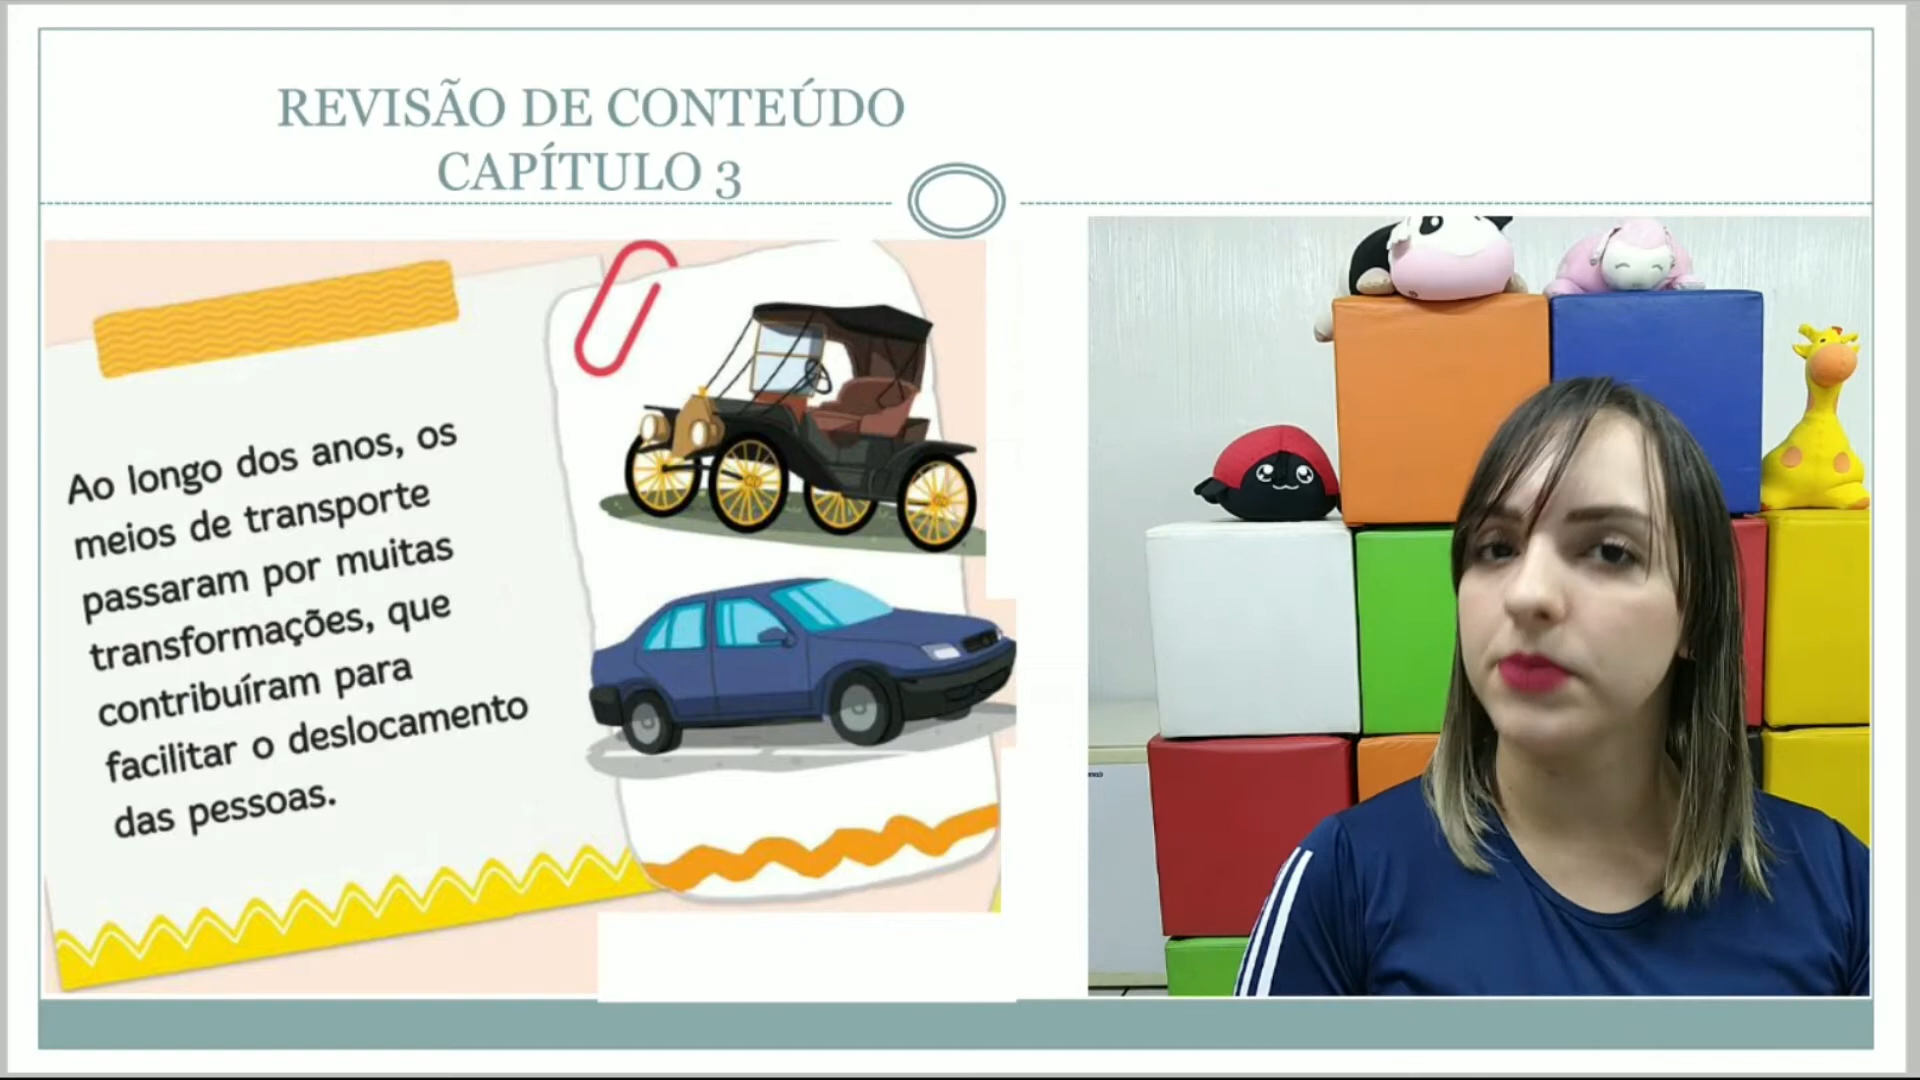 REVISÃO DE CONTEÚDO
CAPÍTULO 3
Ao longo dos anos, os
meios de transporte
passaram por muitas
transformações, que
contribuíram para
facilitar o deslocamento
das pessoas.